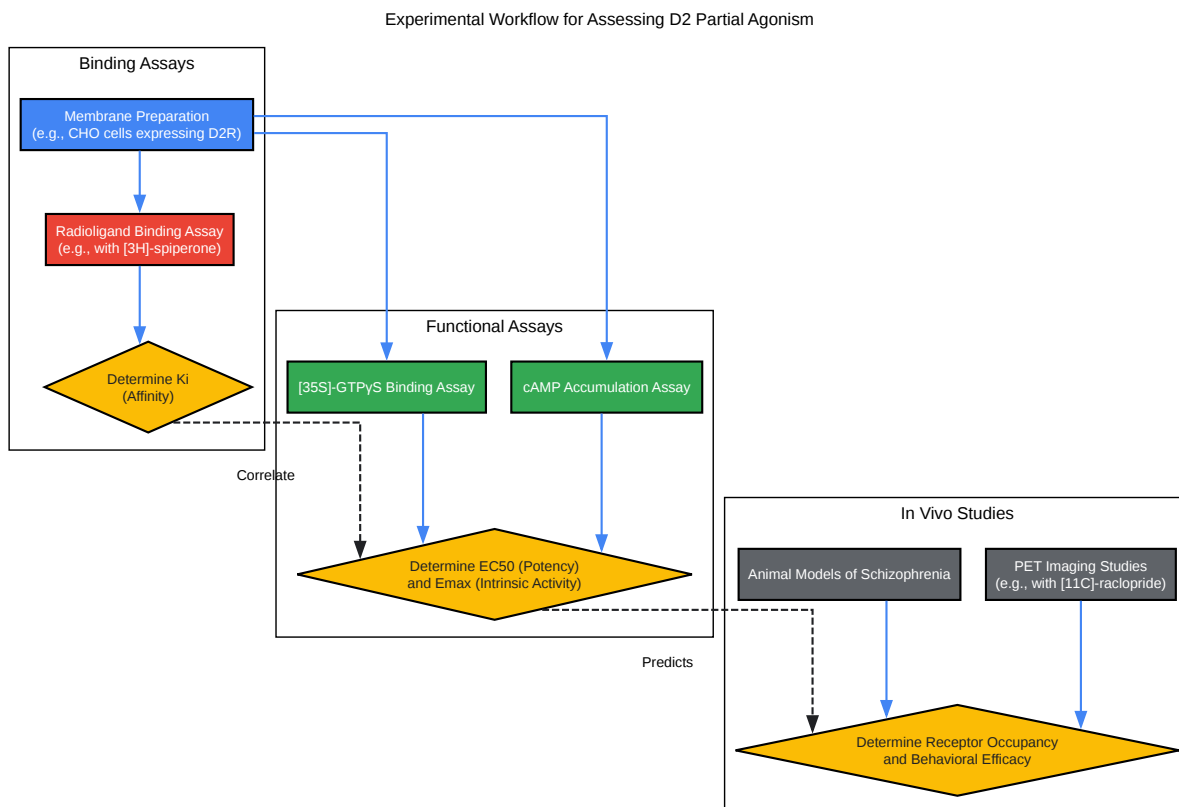 Experimental Workflow for Assessing D2 Partial Agonism
Binding Assays
Membrane Preparation
(e.g., CHO cells expressing D2R)
Radioligand Binding Assay
(e.g., with [3H]-spiperone)
Determine Ki
(Affinity)
Correlate
Functional Assays
[35S]-GTPγS Binding Assay
cAMP Accumulation Assay
Determine EC50 (Potency)
and Emax (Intrinsic Activity)
Predicts
In Vivo Studies
Animal Models of Schizophrenia
PET Imaging Studies
(e.g., with [11C]-raclopride)
Determine Receptor Occupancy
and Behavioral Efficacy